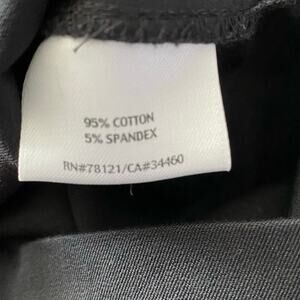 95% COTTON
5% SPANDEX
RN#78121/CA#34460